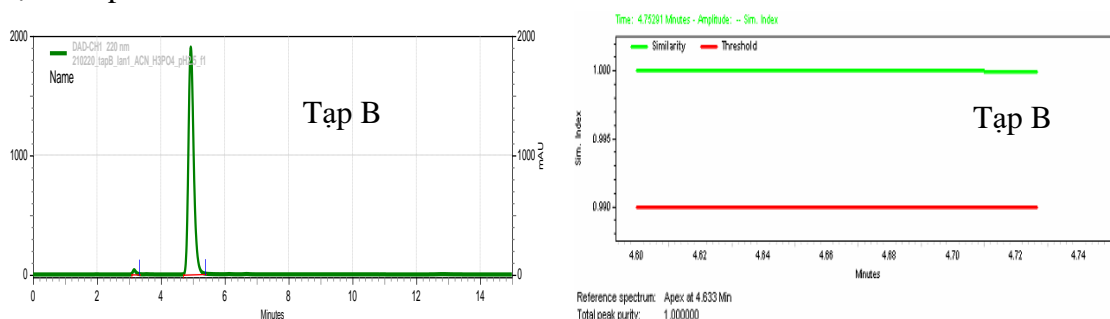 2000
2000
DAD-CH1 220 nm
Name
Tạp B
1000
1000
mAU
0
0
0 2 4 6 8 10 12 14
Minutes
Time: 4.75281 Minutes - Amplitude: -- Sim. Index
Similarity Threshold
1.000
Tạp B
0.995
Sim. Index
0.990
4.60 4.62 4.64 4.66 4.68 4.70 4.72 4.74
Minutes
Reference spectrum: Apex at 4.633 Min
Total peak purity: 1.000000